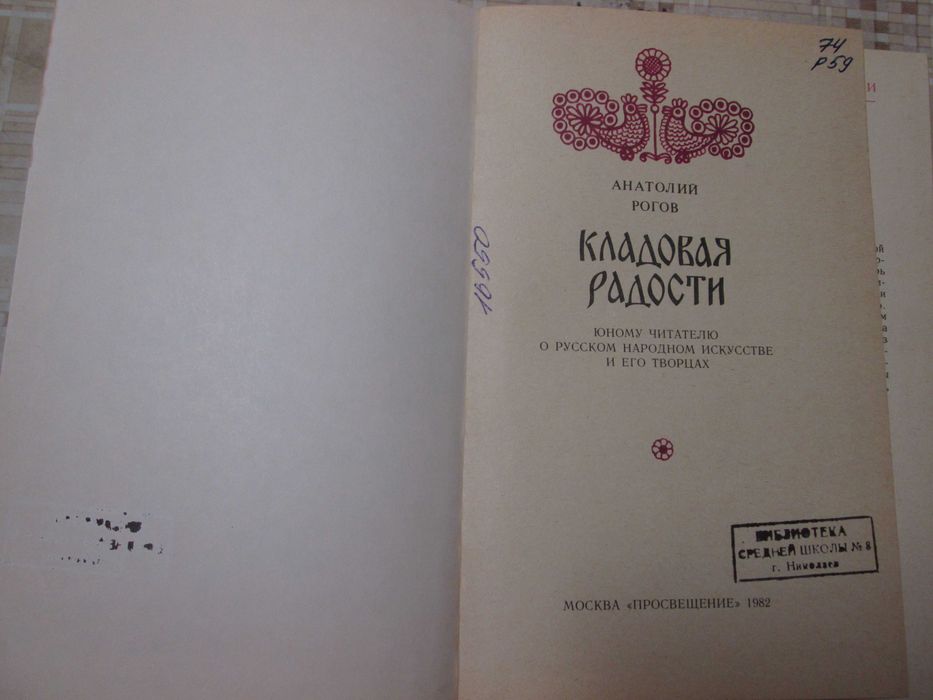 74
Р59
АНАТОЛИЙ
РОГОВ
КЛАДОВАЯ
РАДОСТИ
ЮНОМУ ЧИТАТЕЛЮ
О РУССКОМ НАРОДНОМ ИСКУССТВЕ
И ЕГО ТВОРЦАХ
БИБЛИОТЕКА
СРЕДНЕЙ ШКОЛЫ № 8
г. Николаев
МОСКВА «ПРОСВЕЩЕНИЕ» 1982